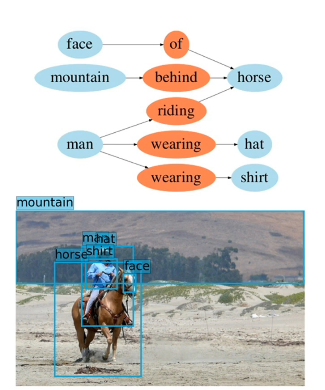 face of
mountain behind horse
riding
man wearing hat
wearing shirt
mountain
man hat
shirt
horse face